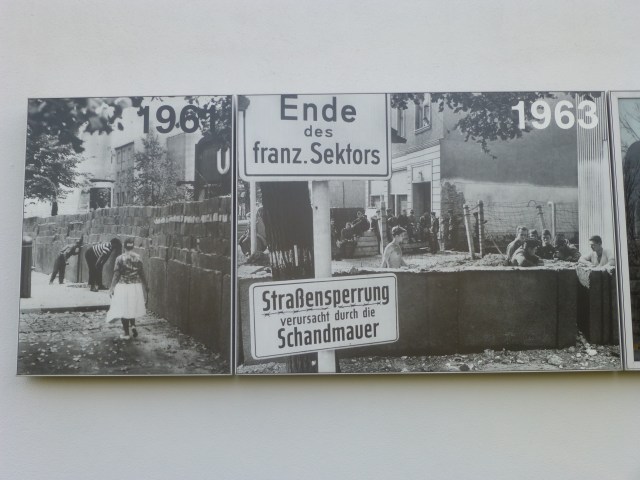 1961
U
Ende
des
franz. Sektors
1963
Straßensperrung
verursacht durch die
Schandmauer